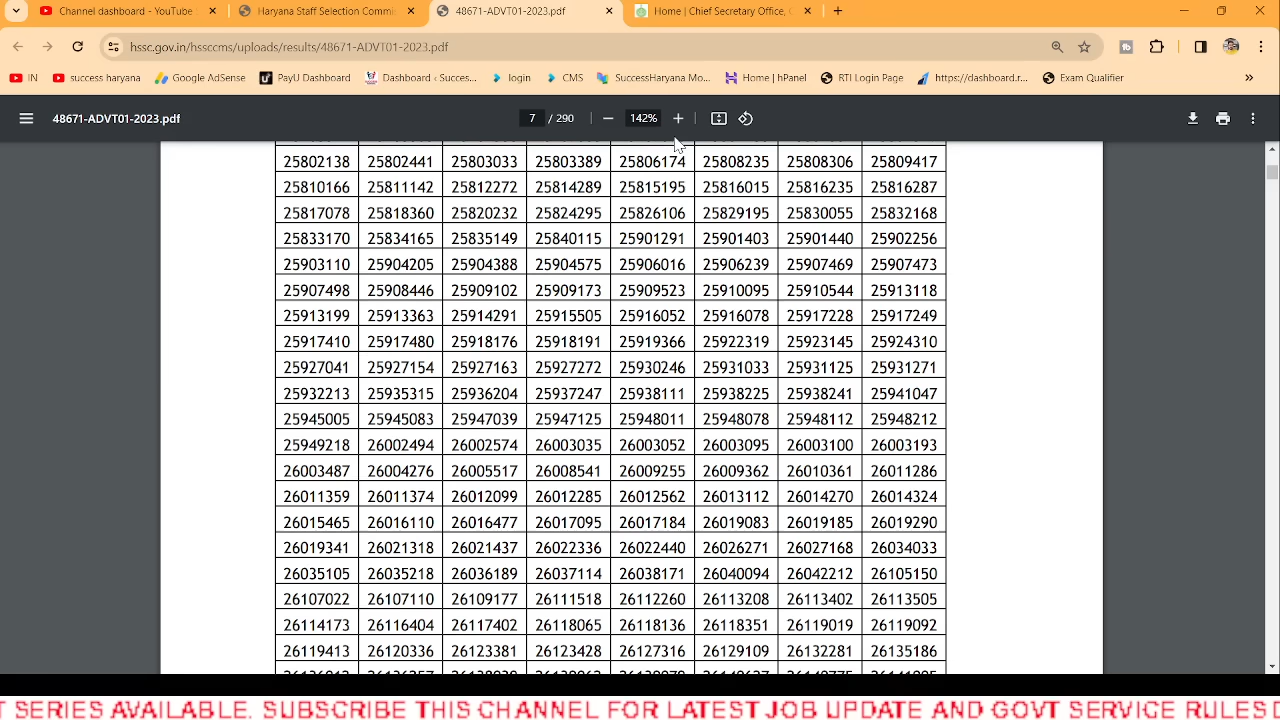 Channel dashboard - YouTube
Haryana Staff Selection Commi
48671-ADVT01-2023.pdf
Home | Chief Secretary Office,
hssc.gov.in/hssccms/uploads/results/48671-ADVT01-2023.pdf
IN
success haryana
Google AdSense
PayU Dashboard
Dashboard ‹ Succes...
login
CMS
SuccessHaryana Mo...
Home | hPanel
RTI Login Page
https://dashboard.r...
Exam Qualifier
48671-ADVT01-2023.pdf
7 / 290
142%
25802138 25802441 25803033 25803389 25806174 25808235 25808306 25809417
25810166 25811142 25812272 25814289 25815195 25816015 25816235 25816287
25817078 25818360 25820232 25824295 25826106 25829195 25830055 25832168
25833170 25834165 25835149 25840115 25901291 25901403 25901440 25902256
25903110 25904205 25904388 25904575 25906016 25906239 25907469 25907473
25907498 25908446 25909102 25909173 25909523 25910095 25910544 25913118
25913199 25913363 25914291 25915505 25916052 25916078 25917228 25917249
25917410 25917480 25918176 25918191 25919366 25922319 25923145 25924310
25927041 25927154 25927163 25927272 25930246 25931033 25931125 25931271
25932213 25935315 25936204 25937247 25938111 25938225 25938241 25941047
25945005 25945083 25947039 25947125 25948011 25948078 25948112 25948212
25949218 26002494 26002574 26003035 26003052 26003095 26003100 26003193
26003487 26004276 26005517 26008541 26009255 26009362 26010361 26011286
26011359 26011374 26012099 26012285 26012562 26013112 26014270 26014324
26015465 26016110 26016477 26017095 26017184 26019083 26019185 26019290
26019341 26021318 26021437 26022336 26022440 26026271 26027168 26034033
26035105 26035218 26036189 26037114 26038171 26040094 26042212 26105150
26107022 26107110 26109177 26111518 26112260 26113208 26113402 26113505
26114173 26116404 26117402 26118065 26118136 26118351 26119019 26119092
26119413 26120336 26123381 26123428 26127316 26129109 26132281 26135186
T SERIES AVAILABLE. SUBSCRIBE THIS CHANNEL FOR LATEST JOB UPDATE AND GOVT SERVICE RULES D